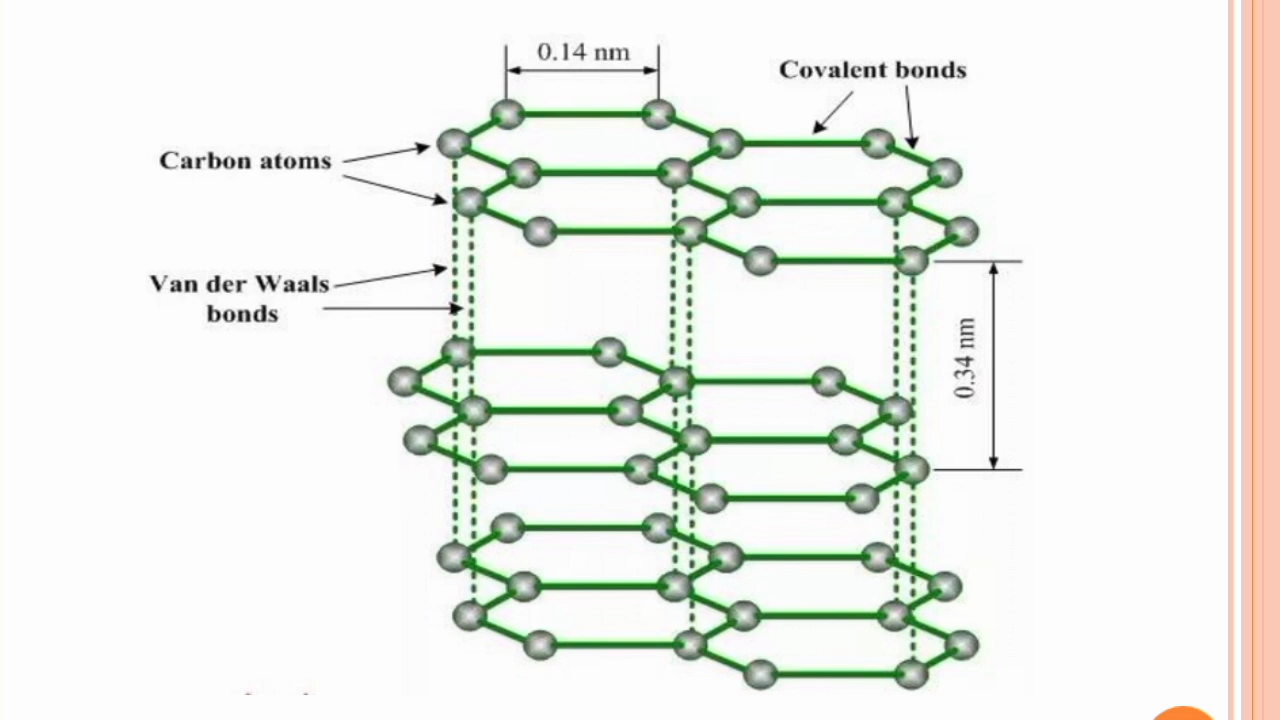 0.14 nm
Covalent bonds
Carbon atoms
Van der Waals
bonds
0.34 nm